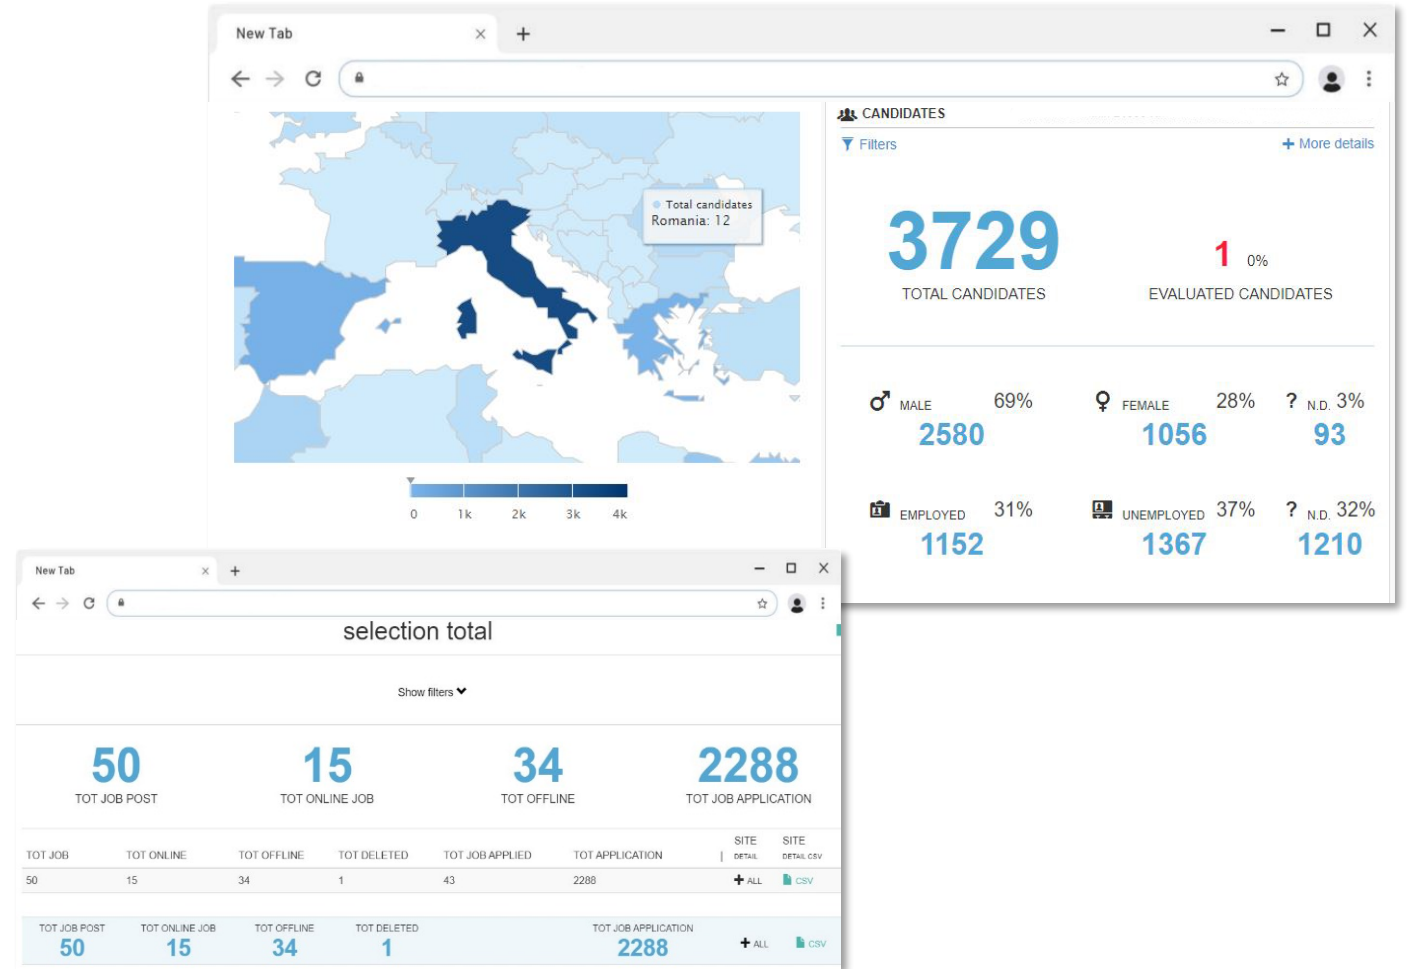 New Tab
CANDIDATES
Filters
+ More details
Total candidates
Romania: 12
3729
TOTAL CANDIDATES
1 0%
EVALUATED CANDIDATES
MALE 69%
2580
FEMALE 28%
1056
? N.D. 3%
93
EMPLOYED 31%
1152
UNEMPLOYED 37%
1367
? N.D. 32%
1210
0 1k 2k 3k 4k
New Tab
selection total
Show filters
50
TOT JOB POST
15
TOT ONLINE JOB
34
TOT OFFLINE
2288
TOT JOB APPLICATION
TOT JOB TOT ONLINE TOT OFFLINE TOT DELETED TOT JOB APPLIED TOT APPLICATION | SITE DETAIL SITE DETAIL CSV
50 15 34 1 43 2288 + ALL CSV
TOT JOB POST TOT ONLINE JOB TOT OFFLINE TOT DELETED TOT JOB APPLICATION
50 15 34 1 2288 + ALL CSV